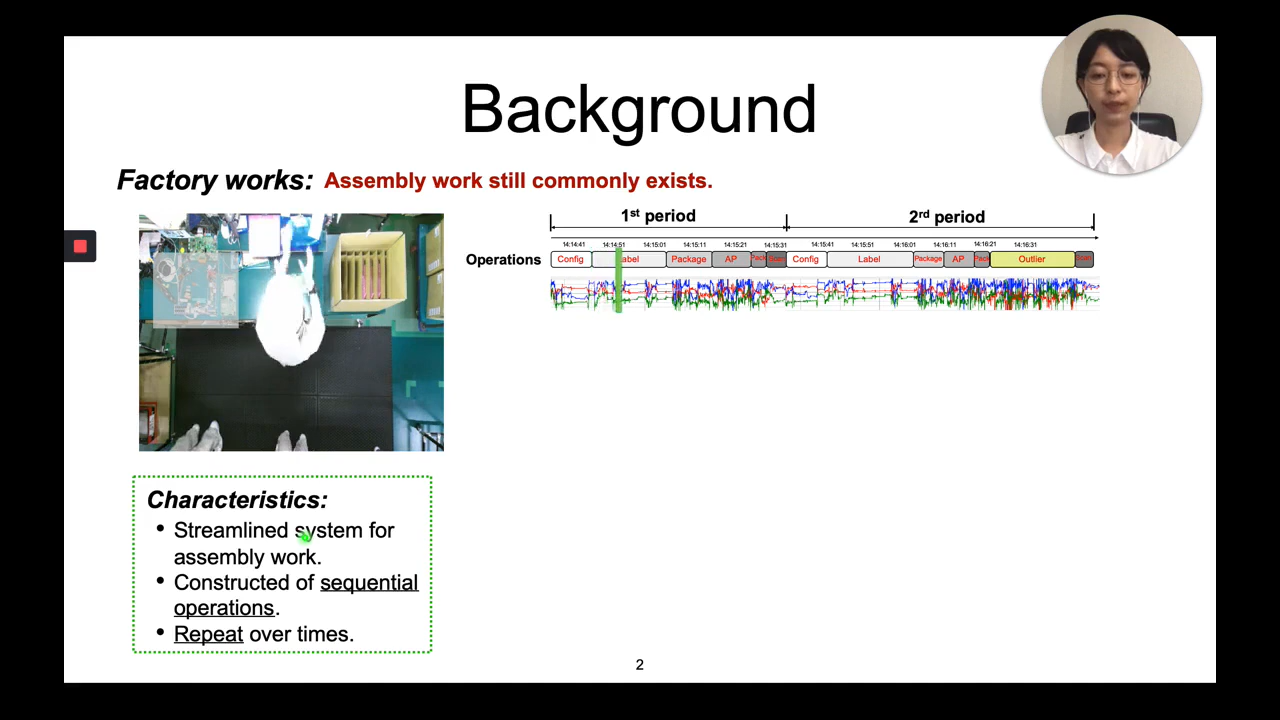 Background
Factory works: Assembly work still commonly exists.
1st period 2rd period
14:14:41 14:14:51 14:15:01 14:15:11 14:15:21 14:15:31 14:15:41 14:15:51 14:16:01 14:16:11 14:16:21 14:16:31
Operations Config Label Package AP Pack Scan Config Label Package AP Pack Outlier Scan
Characteristics:
• Streamlined system for
assembly work.
• Constructed of sequential
operations.
• Repeat over times.
2